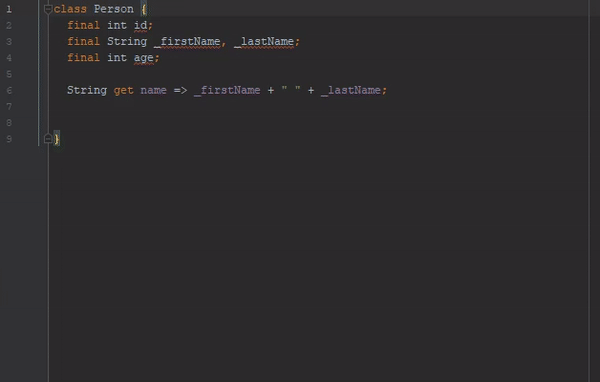 1 class Person {
2 final int id;
3 final String _firstName, _lastName;
4 final int age;
5
6 String get name => _firstName + " " + _lastName;
7
8
9 }